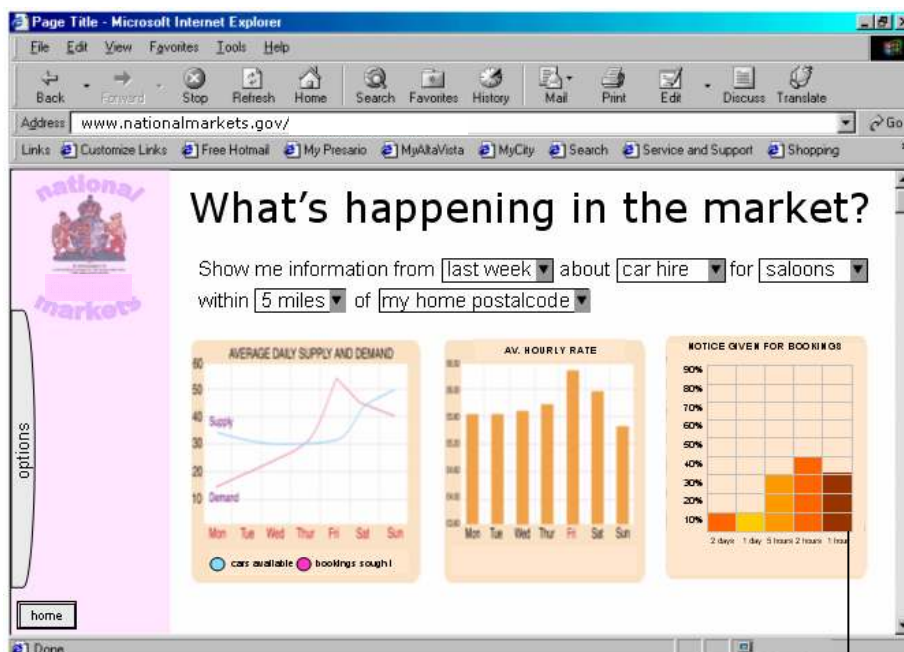 Page Title - Microsoft Internet Explorer
File Edit View Favorites Tools Help
Back Forward Stop Refresh Home Search Favorites History Mail Print Edit Discuss Translate
Address www.nationalmarkets.gov/ Go
Links Customize Links Free Hotmail My Presario MyAltaVista MyCity Search Service and Support Shopping
national
markets
What's happening in the market?
Show me information from last week about car hire for saloons
within 5 miles of my home postalcode
options
AVERAGE DAILY SUPPLY AND DEMAND
60
50
40
30
20
10
Supply
Demand
Mon Tue Wed Thur Fri Sat Sun
cars available bookings sought
AV. HOURLY RATE
Mon Tue Wed Thur Fri Sat Sun
NOTICE GIVEN FOR BOOKINGS
90%
80%
70%
60%
50%
40%
30%
20%
10%
2 days 1 day 5 hours 2 hours 1 hour
home
Done